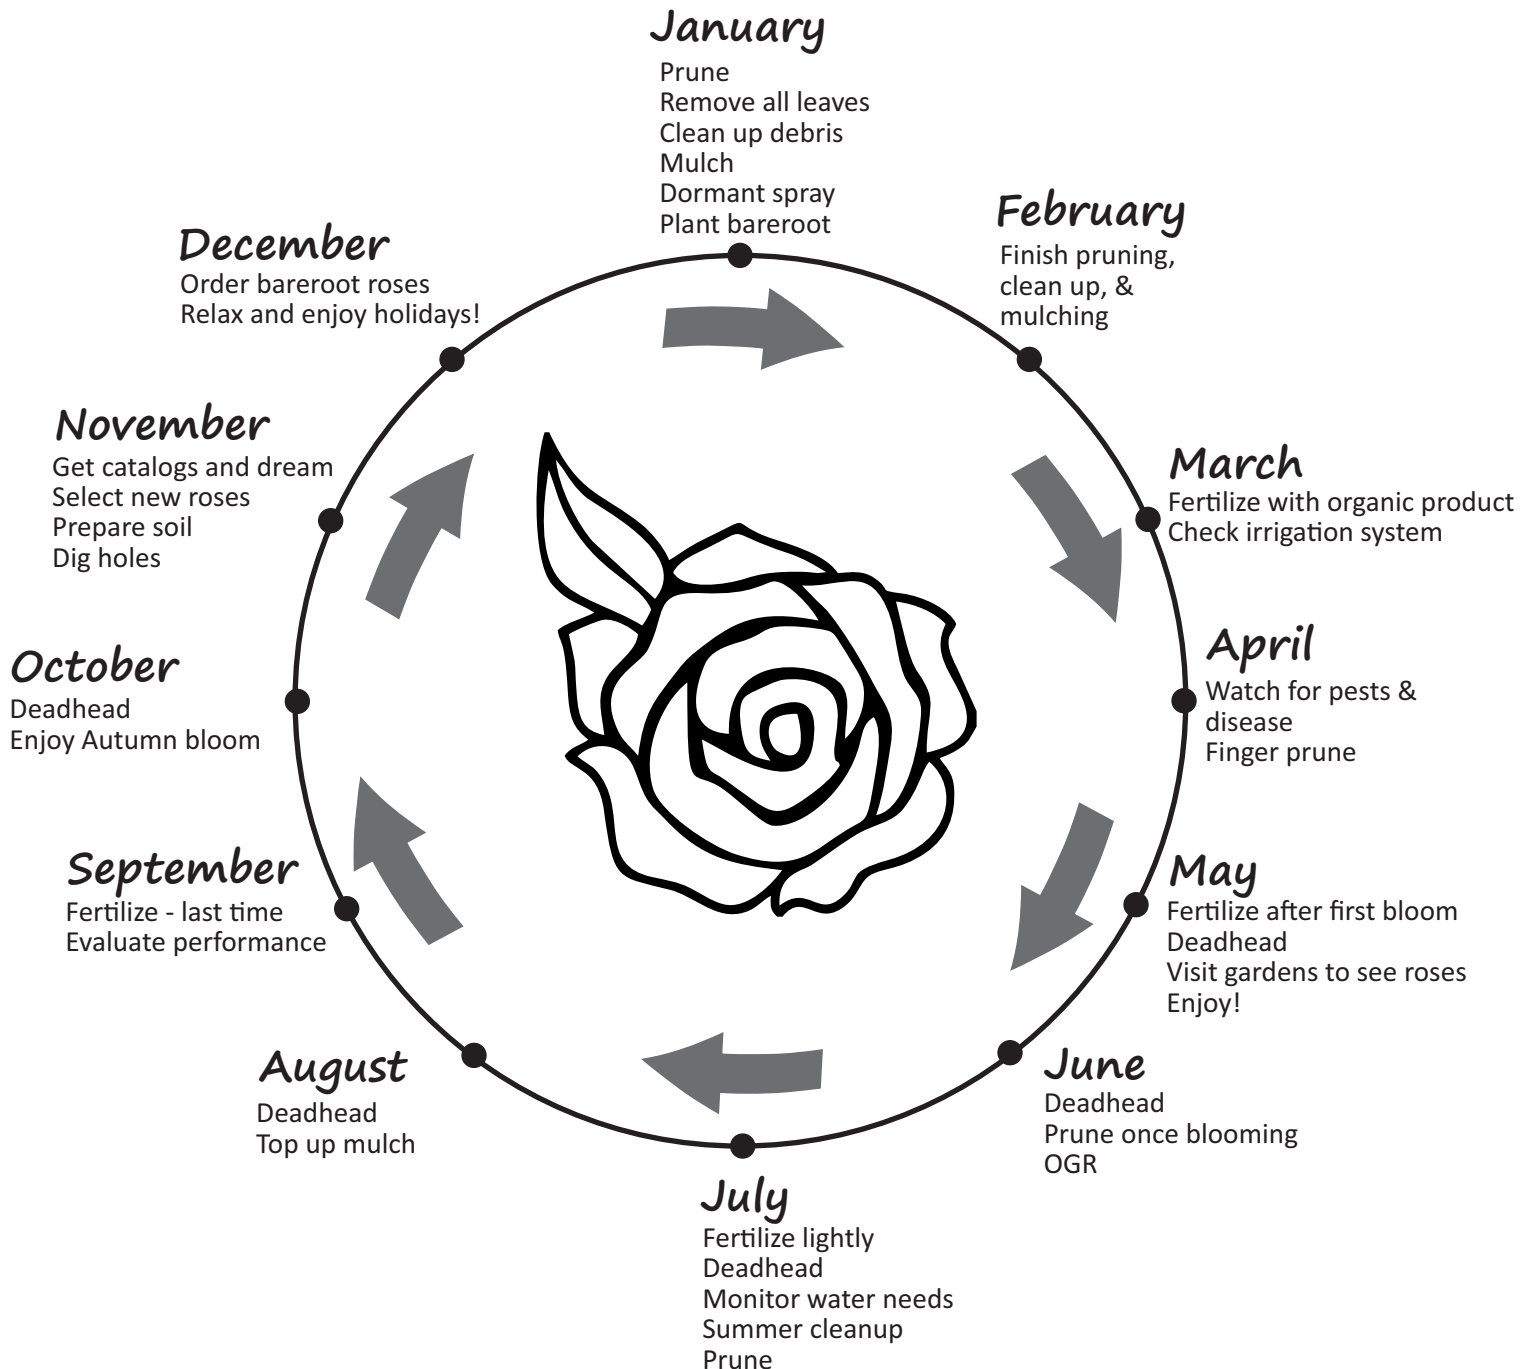 January
Prune
Remove all leaves
Clean up debris
Mulch
Dormant spray
Plant bareroot
February
Finish pruning,
clean up, &
mulching
March
Fertilize with organic product
Check irrigation system
April
Watch for pests &
disease
Finger prune
May
Fertilize after first bloom
Deadhead
Visit gardens to see roses
Enjoy!
June
Deadhead
Prune once blooming
OGR
July
Fertilize lightly
Deadhead
Monitor water needs
Summer cleanup
Prune
August
Deadhead
Top up mulch
September
Fertilize - last time
Evaluate performance
October
Deadhead
Enjoy Autumn bloom
November
Get catalogs and dream
Select new roses
Prepare soil
Dig holes
December
Order bareroot roses
Relax and enjoy holidays!